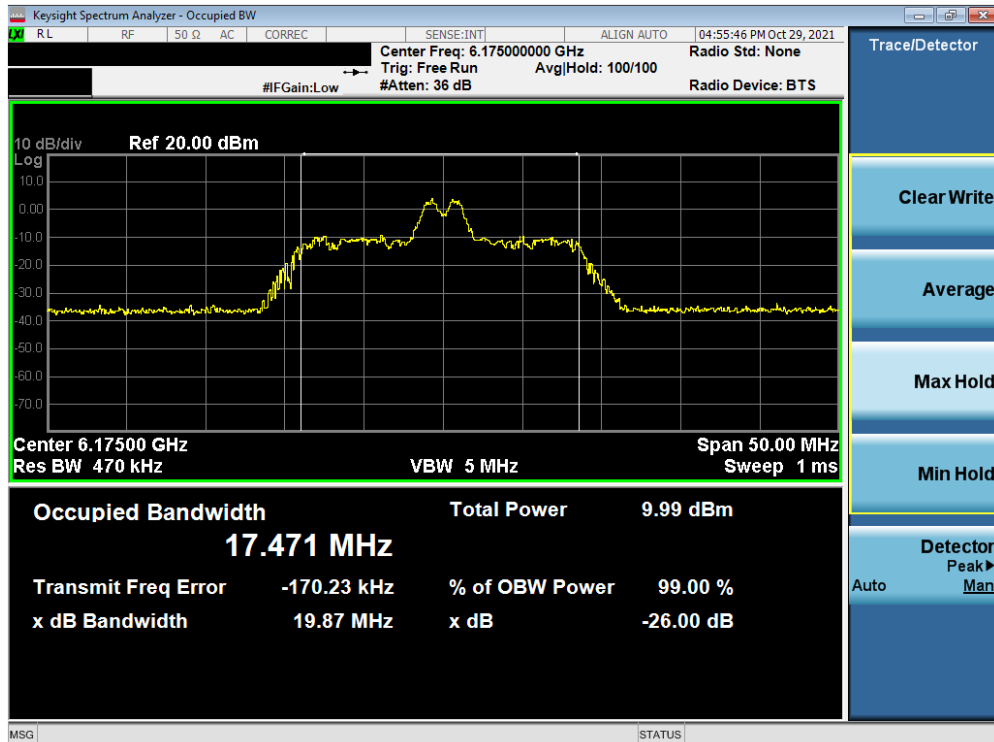 Keysight Spectrum Analyzer - Occupied BW
LXI RL RF 50 Ω AC CORREC SENSE:INT ALIGN AUTO 04:55:46 PM Oct 29, 2021
Center Freq: 6.175000000 GHz Radio Std: None
Trig: Free Run Avg|Hold: 100/100
#IFGain:Low #Atten: 36 dB Radio Device: BTS
Trace/Detector
10 dB/div Ref 20.00 dBm
Log
10.0
0.00
-10.0
-20.0
-30.0
-40.0
-50.0
-60.0
-70.0
Center 6.17500 GHz Span 50.00 MHz
Res BW 470 kHz VBW 5 MHz Sweep 1 ms
Occupied Bandwidth Total Power 9.99 dBm
17.471 MHz
Transmit Freq Error -170.23 kHz % of OBW Power 99.00 %
x dB Bandwidth 19.87 MHz x dB -26.00 dB
Clear Write
Average
Max Hold
Min Hold
Detector
Peak▶
Auto Man
MSG STATUS